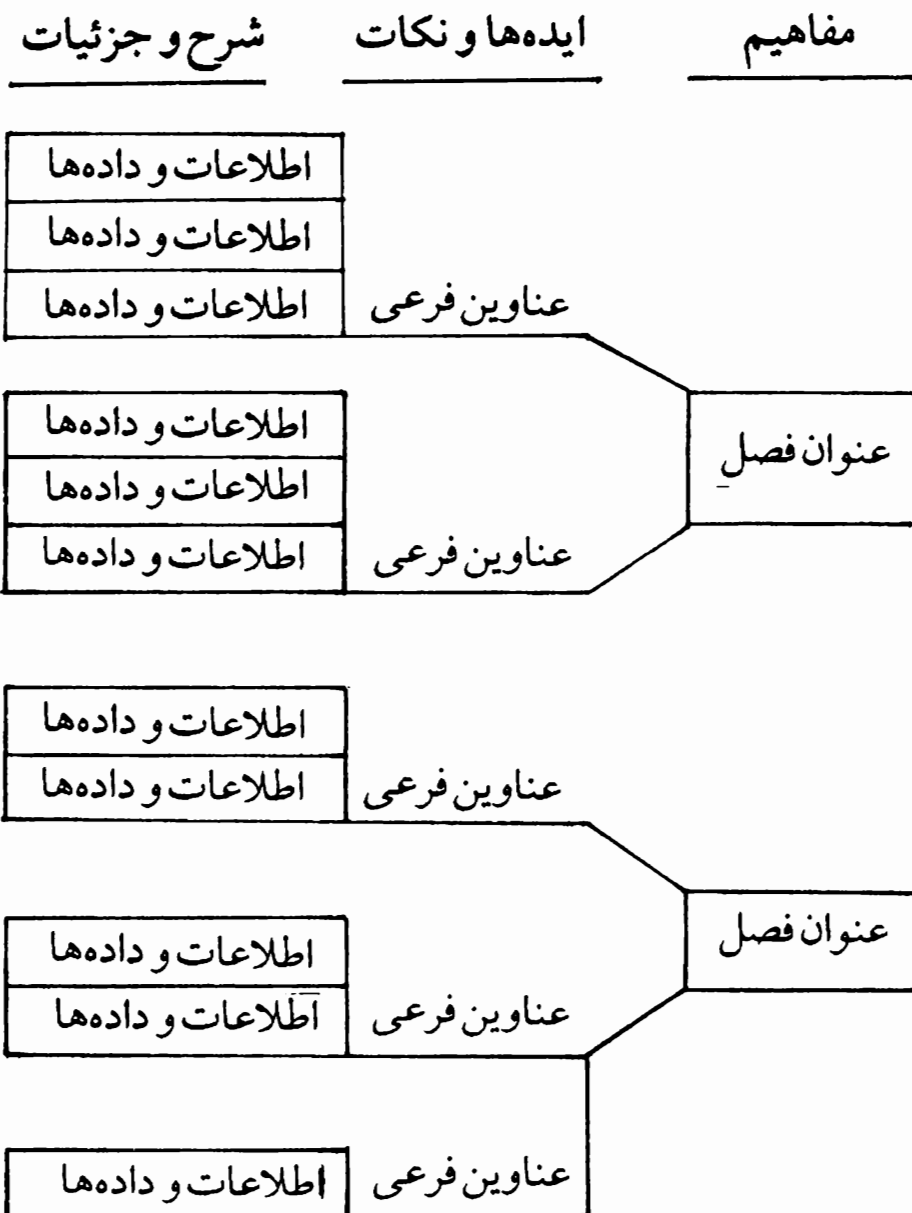 مفاهیم ایده‌ها و نکات شرح و جزئیات
اطلاعات و داده‌ها
اطلاعات و داده‌ها
عناوین فرعی اطلاعات و داده‌ها
اطلاعات و داده‌ها
عنوان فصل
اطلاعات و داده‌ها
عناوین فرعی اطلاعات و داده‌ها
اطلاعات و داده‌ها
عناوین فرعی اطلاعات و داده‌ها
عنوان فصل
اطلاعات و داده‌ها
عناوین فرعی اطلاعات و داده‌ها
عناوین فرعی اطلاعات و داده‌ها